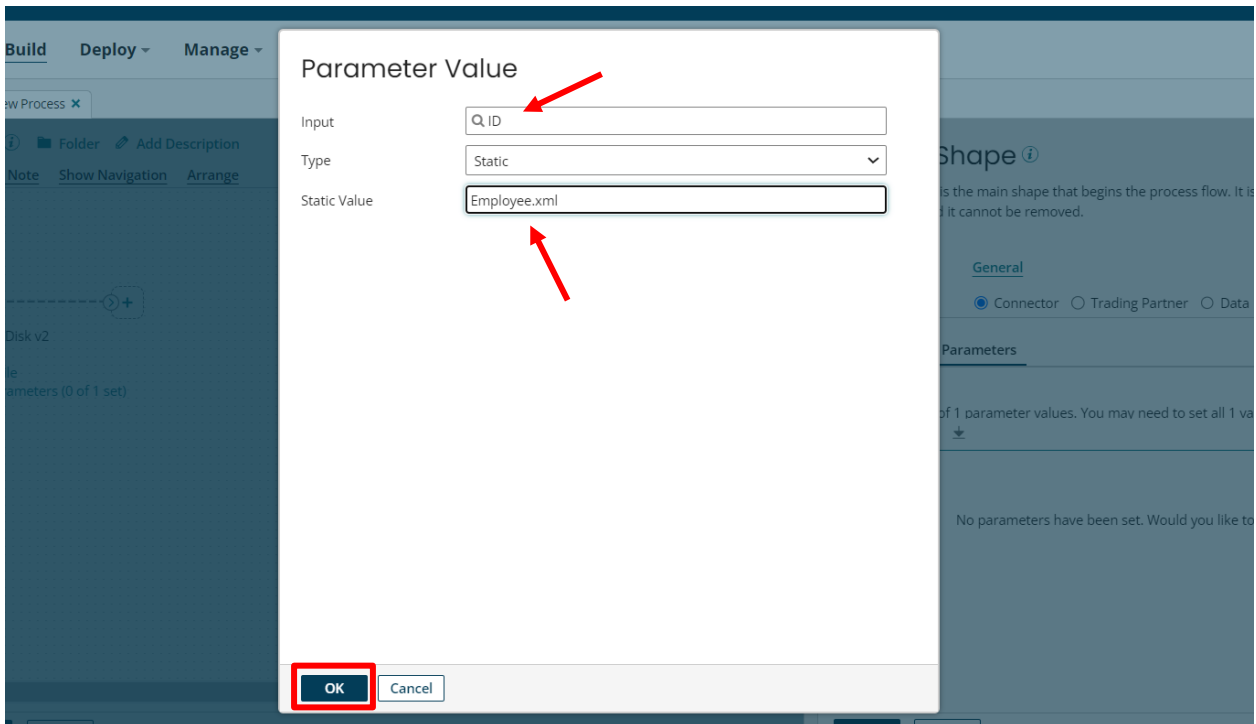 Build Deploy Manage
ew Process ×
Folder Add Description
Note Show Navigation Arrange
Disk v2
le
arameters (0 of 1 set)
Parameter Value
Input ID
Type Static
Static Value Employee.xml
OK Cancel
Shape
is the main shape that begins the process flow. It is
d it cannot be removed.
General
Connector Trading Partner Data
Parameters
of 1 parameter values. You may need to set all 1 va
No parameters have been set. Would you like to